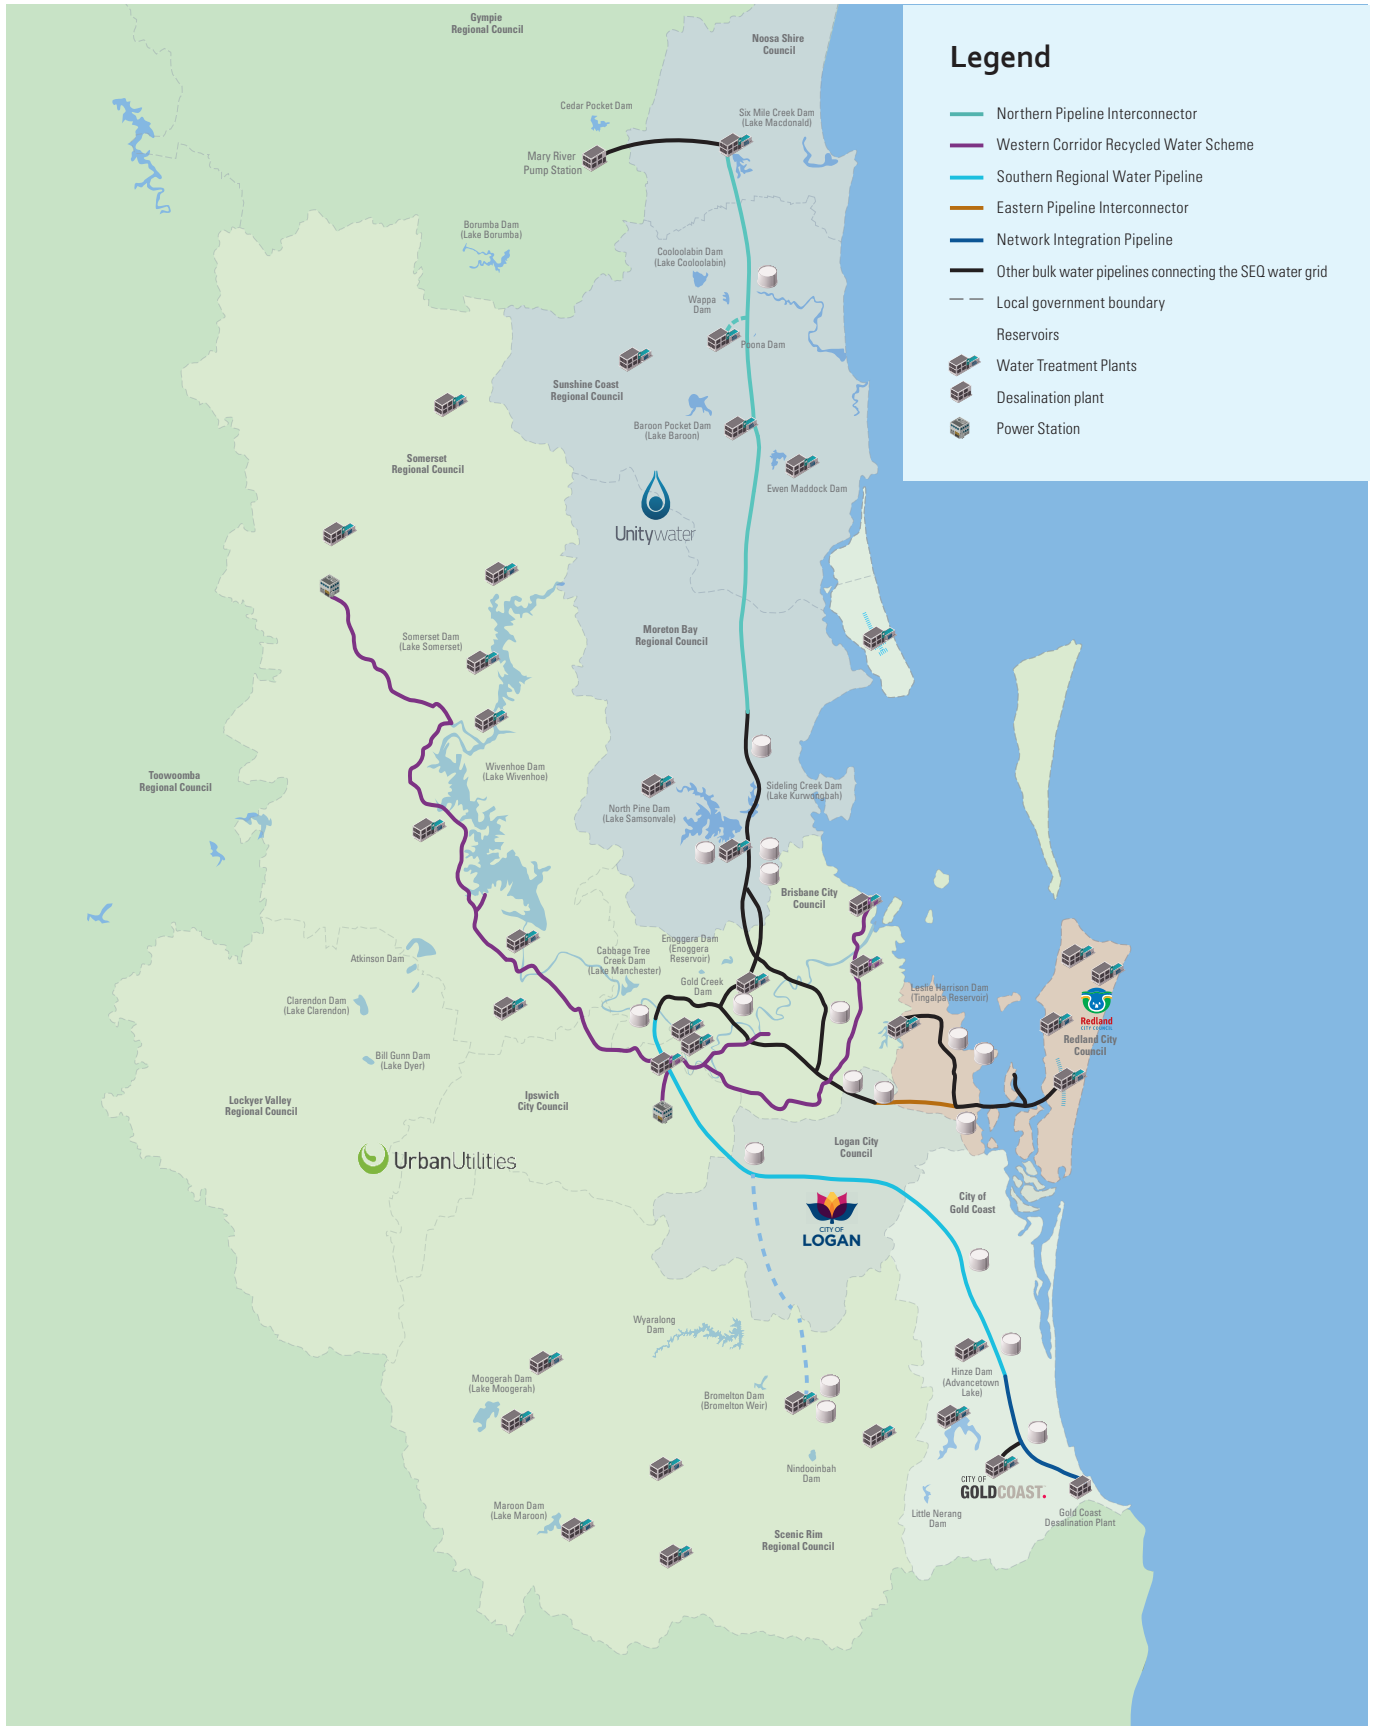 Gympie
Regional Council
Noosa Shire
Council
Legend
Northern Pipeline Interconnector
Western Corridor Recycled Water Scheme
Southern Regional Water Pipeline
Eastern Pipeline Interconnector
Network Integration Pipeline
Other bulk water pipelines connecting the SEQ water grid
Local government boundary
Reservoirs
Water Treatment Plants
Desalination plant
Power Station
Cedar Pocket Dam
Six Mile Creek Dam
(Lake Macdonald)
Mary River
Pump Station
Borumba Dam
(Lake Borumba)
Cooloolabin Dam
(Lake Cooloolabin)
Wappa
Dam
Poona Dam
Sunshine Coast
Regional Council
Baroon Pocket Dam
(Lake Baroon)
Ewen Maddock Dam
Somerset
Regional Council
Unitywater
Somerset Dam
(Lake Somerset)
Moreton Bay
Regional Council
Wivenhoe Dam
(Lake Wivenhoe)
Toowoomba
Regional Council
Sideling Creek Dam
(Lake Kurwongbah)
North Pine Dam
(Lake Samsonvale)
Brisbane City
Council
Enoggera Dam
(Enoggera
Reservoir)
Cabbage Tree
Creek Dam
(Lake Manchester)
Gold Creek
Dam
Atkinson Dam
Clarendon Dam
(Lake Clarendon)
Leslie Harrison Dam
(Tingalpa Reservoir)
Redland
CITY COUNCIL
Redland City
Council
Bill Gunn Dam
(Lake Dyer)
Lockyer Valley
Regional Council
Ipswich
City Council
UrbanUtilities
Logan City
Council
City of
Gold Coast
CITY OF
LOGAN
Wyaralong
Dam
Moogerah Dam
(Lake Moogerah)
Bromelton Dam
(Bromelton Weir)
Hinze Dam
(Advancetown
Lake)
Nindooinbah
Dam
CITY OF
GOLDCOAST.
Maroon Dam
(Lake Maroon)
Little Nerang
Dam
Gold Coast
Desalination Plant
Scenic Rim
Regional Council